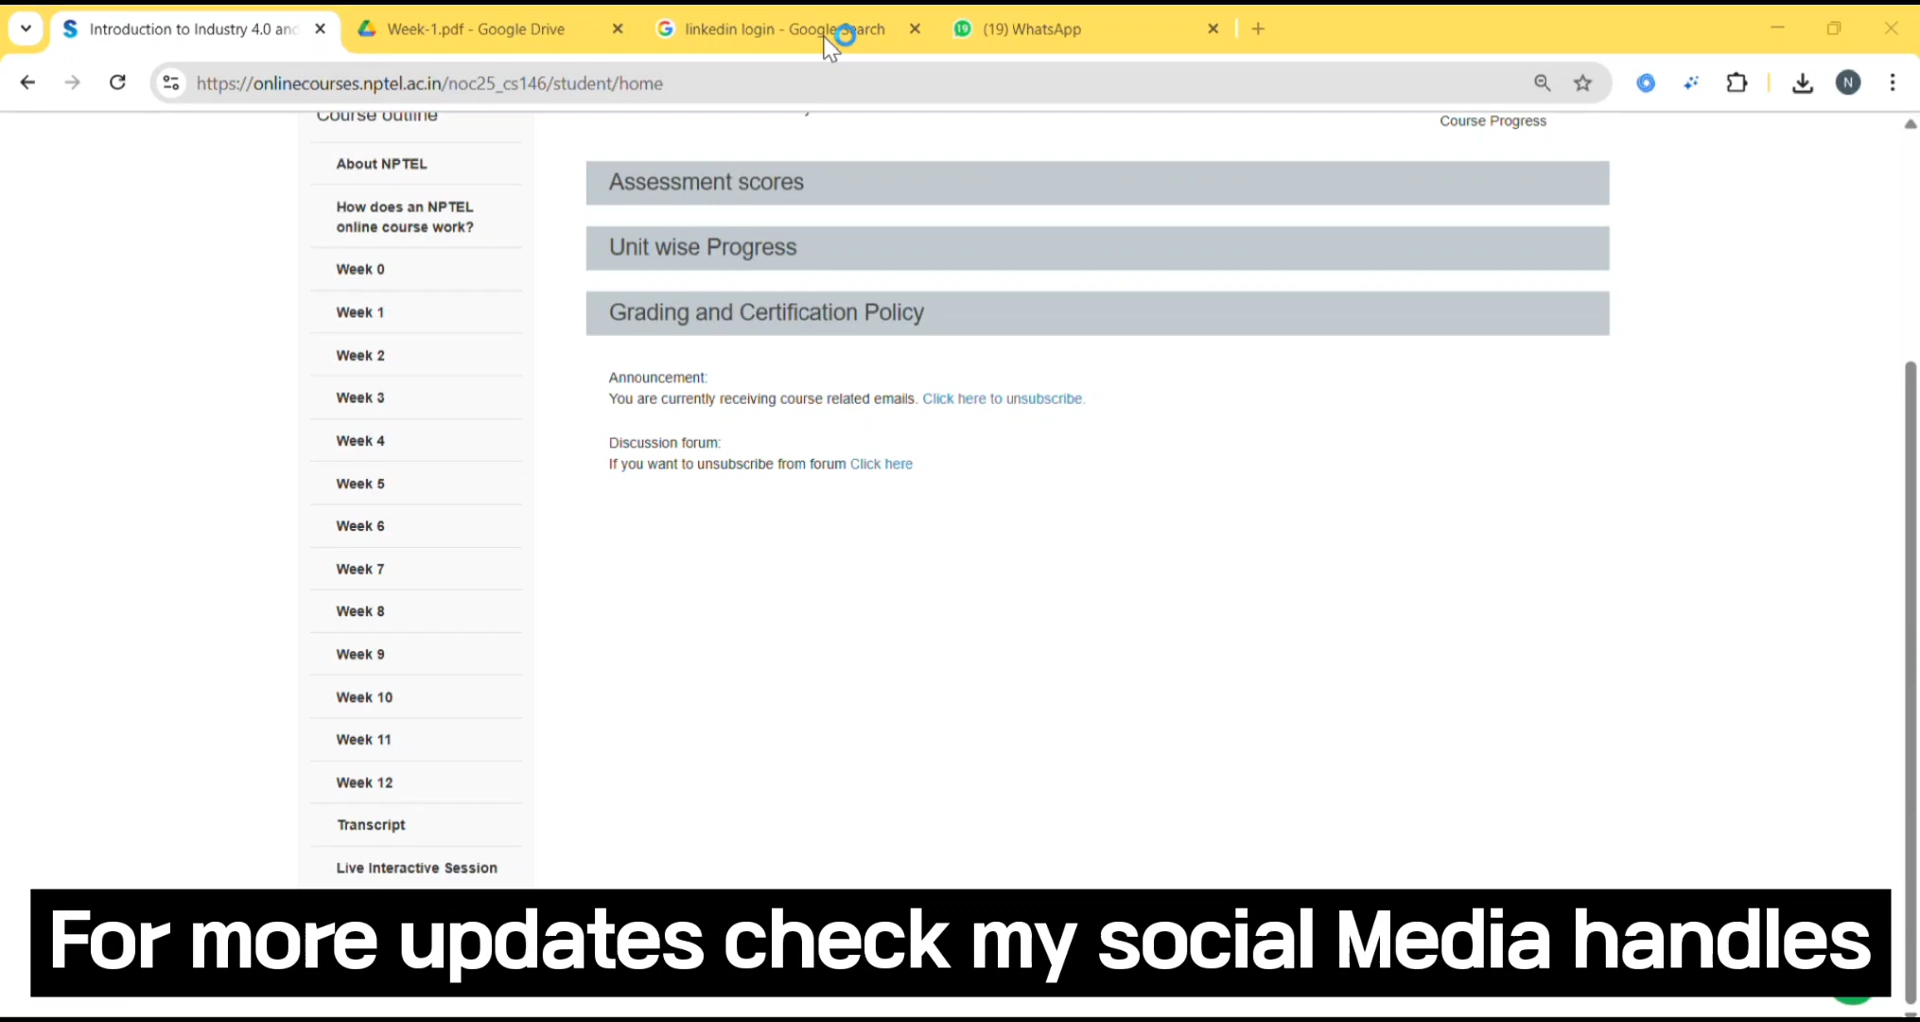 Introduction to Industry 4.0 and
Week-1.pdf - Google Drive
linkedin login - Google Search
19
(19) WhatsApp
https://onlinecourses.nptel.ac.in/noc25_cs146/student/home
N
Course outline
Course Progress
About NPTEL
How does an NPTEL
online course work?
Week 0
Week 1
Week 2
Week 3
Week 4
Week 5
Week 6
Week 7
Week 8
Week 9
Week 10
Week 11
Week 12
Transcript
Live Interactive Session
Assessment scores
Unit wise Progress
Grading and Certification Policy
Announcement:
You are currently receiving course related emails. Click here to unsubscribe.
Discussion forum:
If you want to unsubscribe from forum Click here
For more updates check my social Media handles